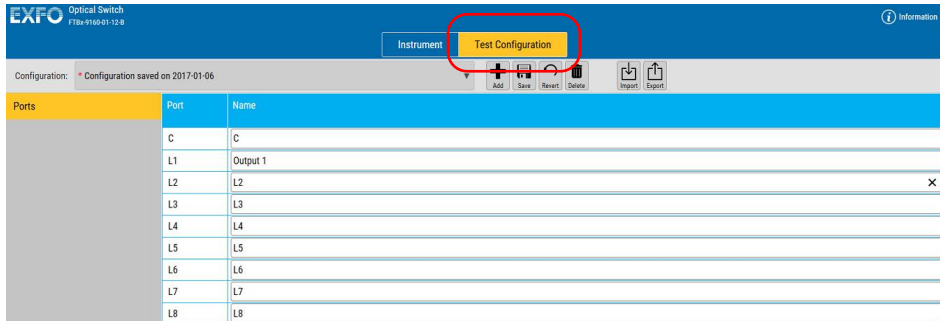 EXFO Optical Switch
FTBx-9160-01-12-B
i Information
Instrument Test Configuration
Configuration: * Configuration saved on 2017-01-06
Add Save Revert Delete Import Export
Ports Port Name
C C
L1 Output 1
L2 L2
L3 L3
L4 L4
L5 L5
L6 L6
L7 L7
L8 L8